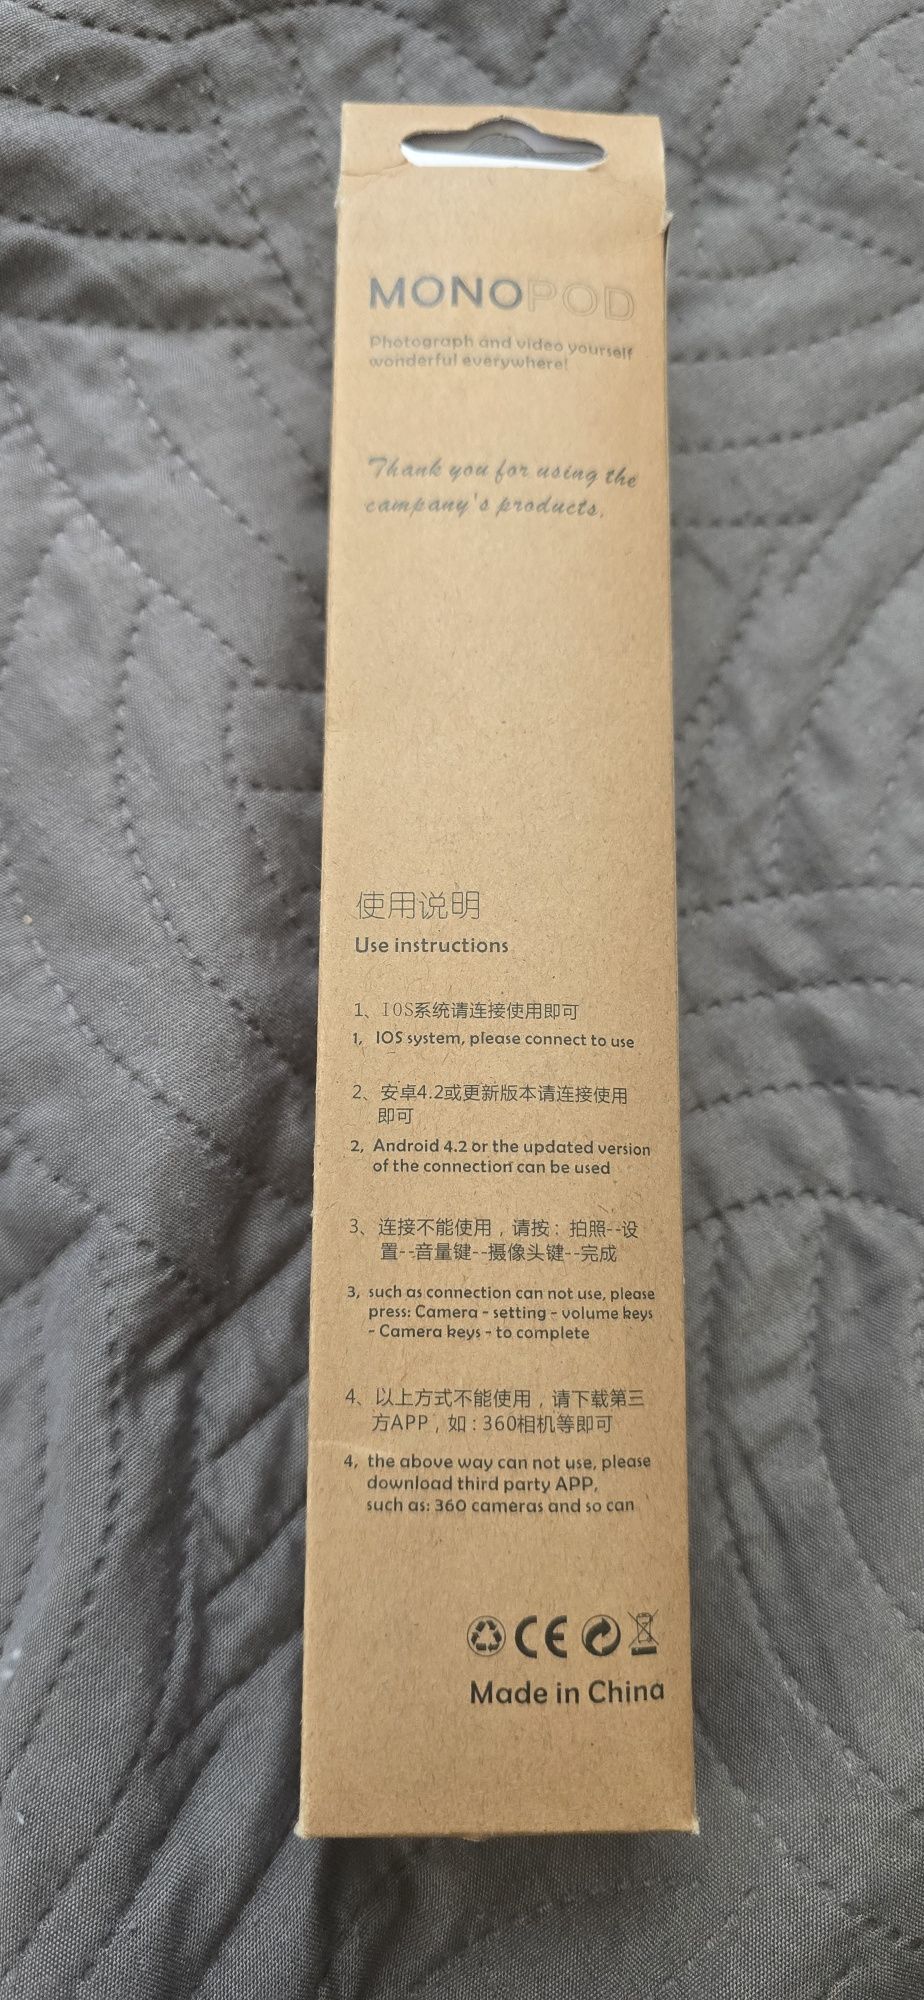 MONOPOD
Photograph and video yourself
wonderful everywhere!
Thank you for using the
campany's products.
使用说明
Use instructions
1、IOS系统请连接使用即可
1, IOS system, please connect to use
2、安卓4.2或更新版本请连接使用
即可
2, Android 4.2 or the updated version
of the connection can be used
3、连接不能使用，请按：拍照--设
置--音量键--摄像头键--完成
3, such as connection can not use, please
press: Camera - setting - volume keys
- Camera keys - to complete
4、以上方式不能使用，请下载第三
方APP，如：360相机等即可
4, the above way can not use, please
download third party APP,
such as: 360 cameras and so can
CE
Made in China